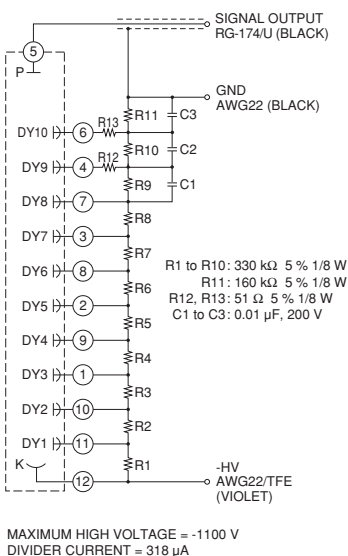 SIGNAL OUTPUT
RG-174/U (BLACK)
5
P
GND
AWG22 (BLACK)
R11
C3
R13
DY10
6
R10
C2
R12
DY9
4
R9
C1
DY8
7
R8
DY7
3
R7
DY6
8
R6
DY5
2
R5
DY4
9
R4
DY3
1
R3
DY2
10
R2
DY1
11
R1
K
12
R1 to R10: 330 kΩ 5 % 1/8 W
R11: 160 kΩ 5 % 1/8 W
R12, R13: 51 Ω 5 % 1/8 W
C1 to C3: 0.01 µF, 200 V
-HV
AWG22/TFE
(VIOLET)
MAXIMUM HIGH VOLTAGE = -1100 V
DIVIDER CURRENT = 318 µA